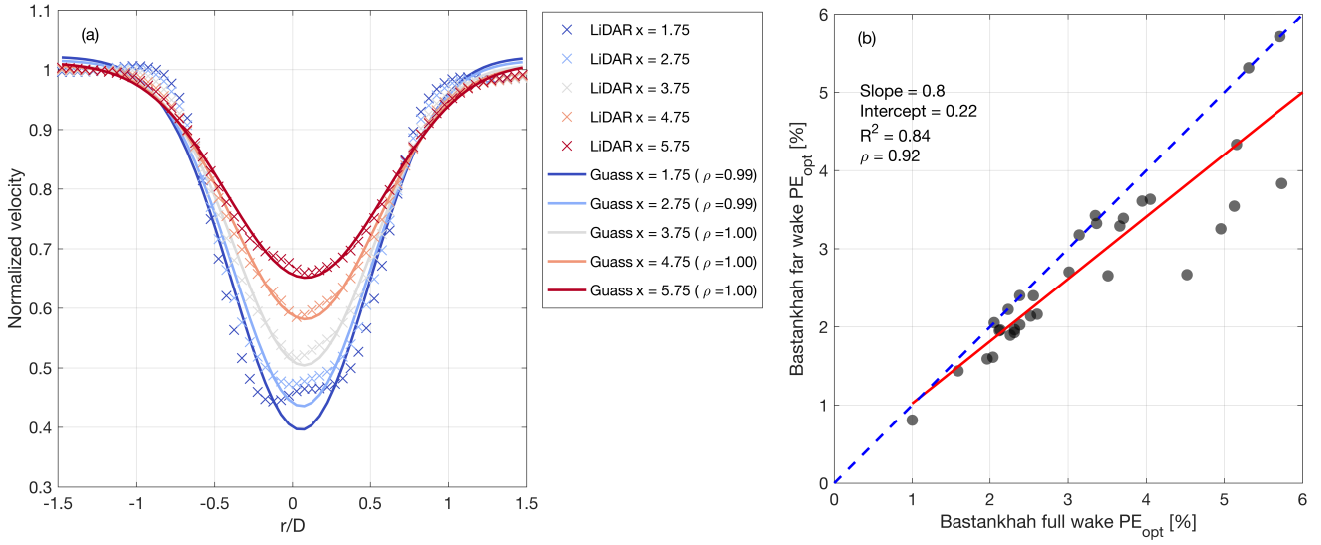 (a)
Normalized velocity
1.1
1
0.9
0.8
0.7
0.6
0.5
0.4
0.3
-1.5
-1
-0.5
0
0.5
1
1.5
r/D
LiDAR x = 1.75
LiDAR x = 2.75
LiDAR x = 3.75
LiDAR x = 4.75
LiDAR x = 5.75
Guass x = 1.75 ( ρ =0.99)
Guass x = 2.75 ( ρ =0.99)
Guass x = 3.75 ( ρ =1.00)
Guass x = 4.75 ( ρ =1.00)
Guass x = 5.75 ( ρ =1.00)
(b)
Slope = 0.8
Intercept = 0.22
R² = 0.84
ρ = 0.92
Bastankhah far wake PE_opt [%]
6
5
4
3
2
1
0
0
1
2
3
4
5
6
Bastankhah full wake PE_opt [%]